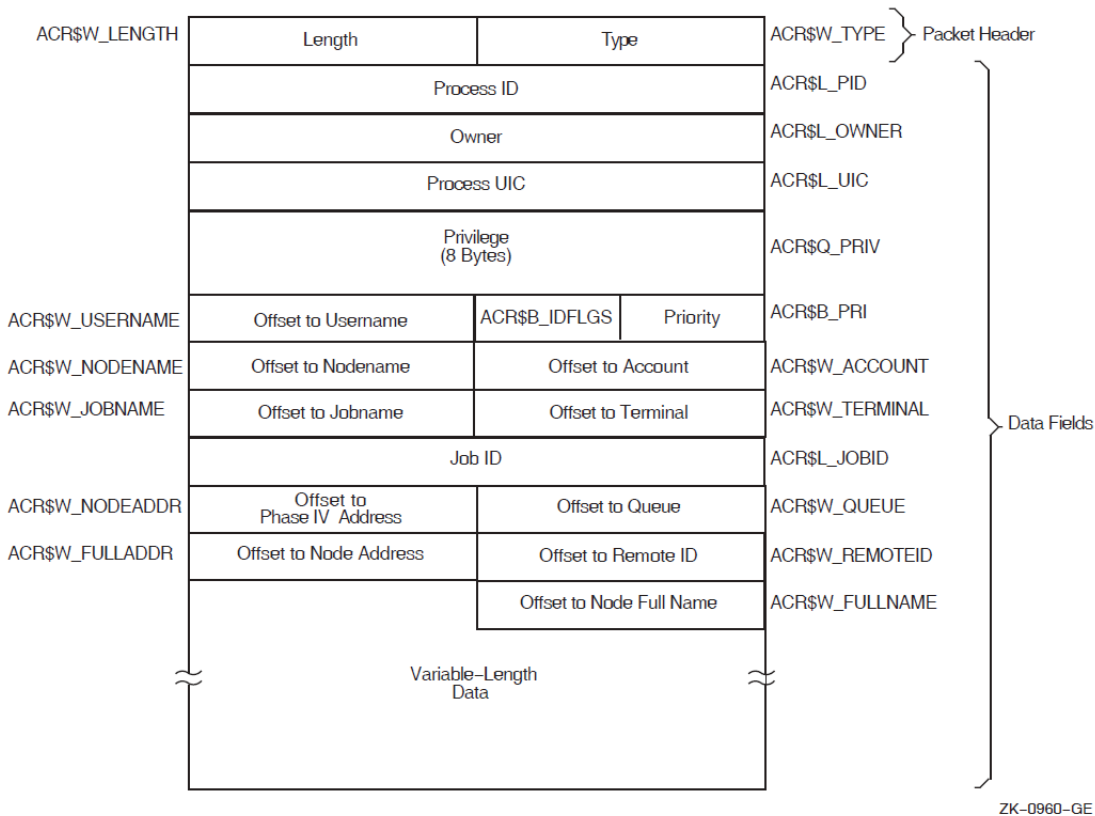 ACR$W_LENGTH Length Type ACR$W_TYPE Packet Header
Process ID ACR$L_PID
Owner ACR$L_OWNER
Process UIC ACR$L_UIC
Privilege
(8 Bytes) ACR$Q_PRIV
ACR$W_USERNAME Offset to Username ACR$B_IDFLGS Priority ACR$B_PRI
ACR$W_NODENAME Offset to Nodename Offset to Account ACR$W_ACCOUNT
ACR$W_JOBNAME Offset to Jobname Offset to Terminal ACR$W_TERMINAL
Data Fields
Job ID ACR$L_JOBID
ACR$W_NODEADDR Offset to
Phase IV Address Offset to Queue ACR$W_QUEUE
ACR$W_FULLADDR Offset to Node Address Offset to Remote ID ACR$W_REMOTEID
Offset to Node Full Name ACR$W_FULLNAME
Variable-Length
Data
ZK-0960-GE